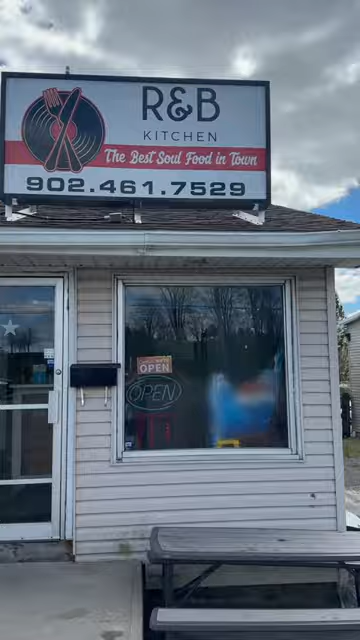 R&B
KITCHEN
The Best Soul Food in Town
902.461.7529
OPEN
OPEN